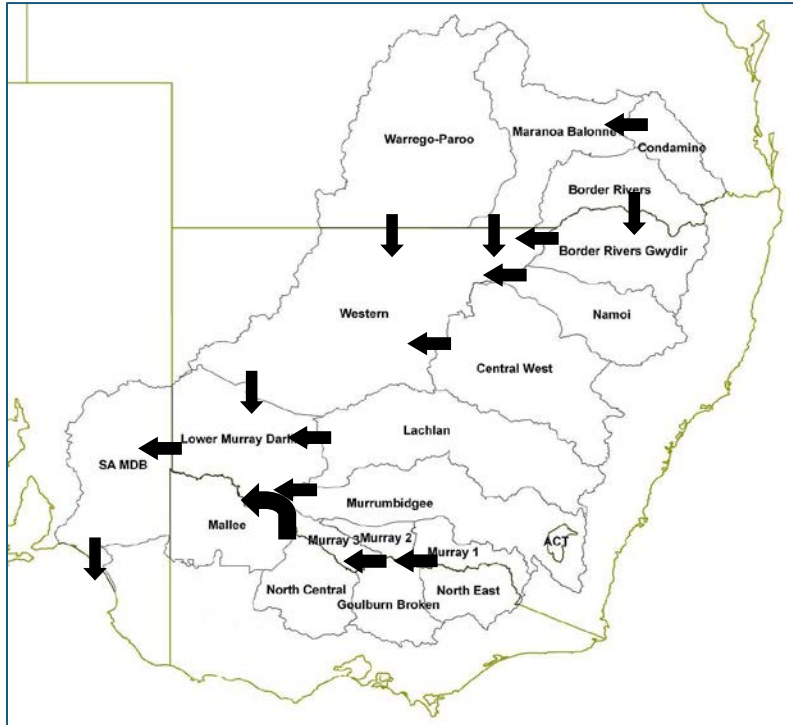 Warrego-Paroo
Maranoa Balonne
Condamine
Border Rivers
Border Rivers Gwydir
Western
Namoi
Central West
Lower Murray Darl
Lachlan
SA MDB
Murrumbidgee
Mallee
Murray 3
Murray 2
Murray 1
ACT
North Central
North East
Goulburn Broken